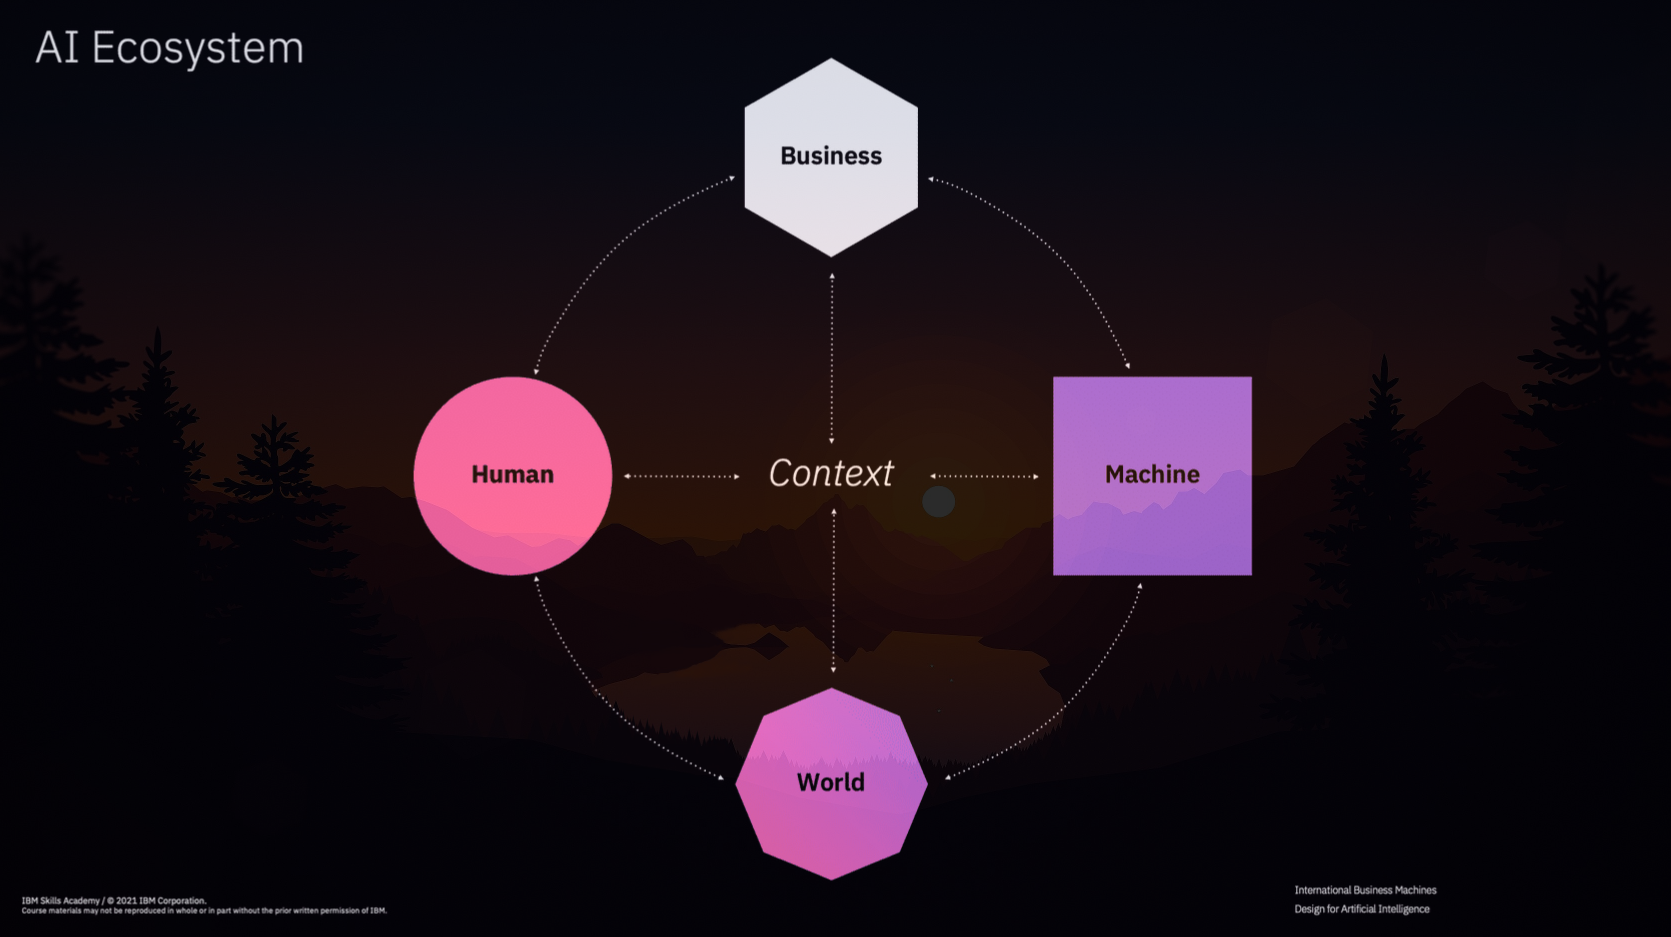 AI Ecosystem
Business
Human
Context
Machine
World
IBM Skills Academy / © 2021 IBM Corporation.
Course materials may not be reproduced in whole or in part without the prior written permission of IBM.
International Business Machines
Design for Artificial Intelligence